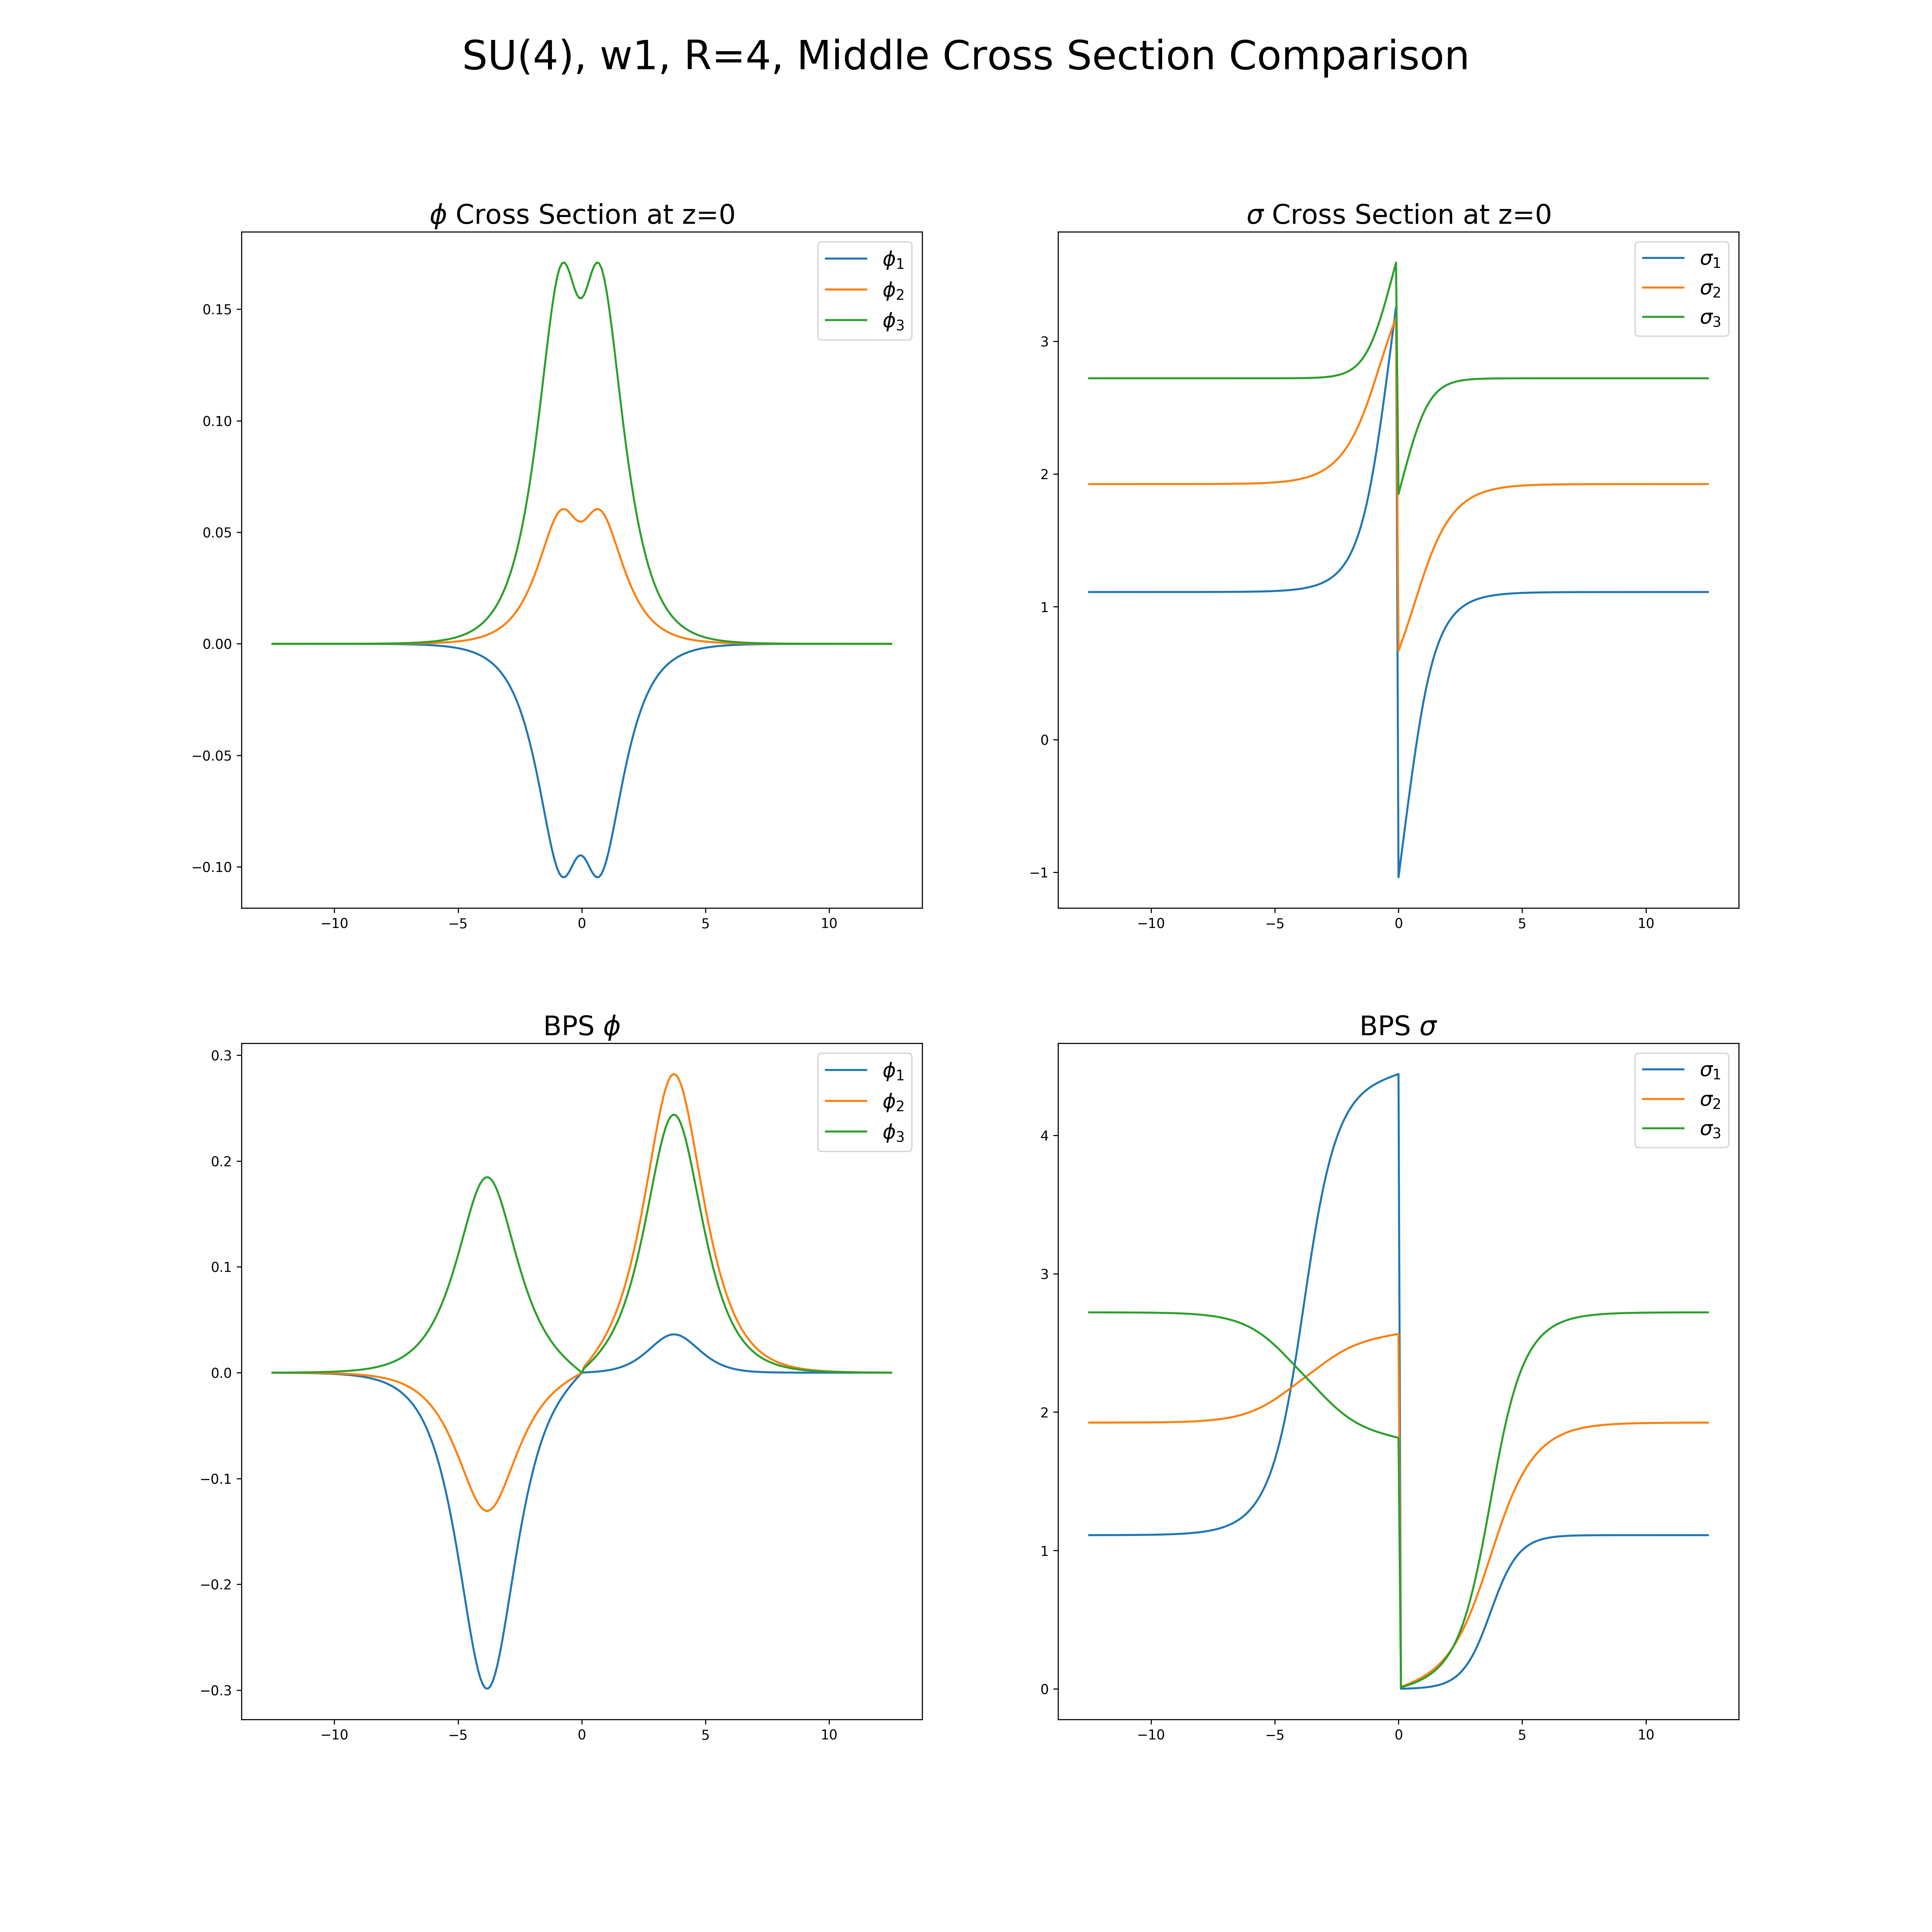 SU(4), w1, R=4, Middle Cross Section Comparison
ϕ Cross Section at z=0
0.15
0.10
0.05
0.00
−0.05
−0.10
−10 −5 0 5 10
ϕ1
ϕ2
ϕ3
σ Cross Section at z=0
3
2
1
0
−1
−10 −5 0 5 10
σ1
σ2
σ3
BPS ϕ
0.3
0.2
0.1
0.0
−0.1
−0.2
−0.3
−10 −5 0 5 10
ϕ1
ϕ2
ϕ3
BPS σ
4
3
2
1
0
−10 −5 0 5 10
σ1
σ2
σ3